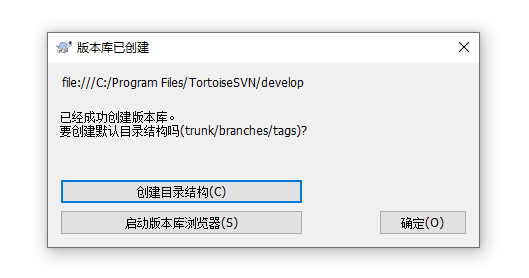 版本库已创建
file:///C:/Program Files/TortoiseSVN/develop
已经成功创建版本库。
要创建默认目录结构吗(trunk/branches/tags)?
创建目录结构(C)
启动版本库浏览器(S)
确定(O)